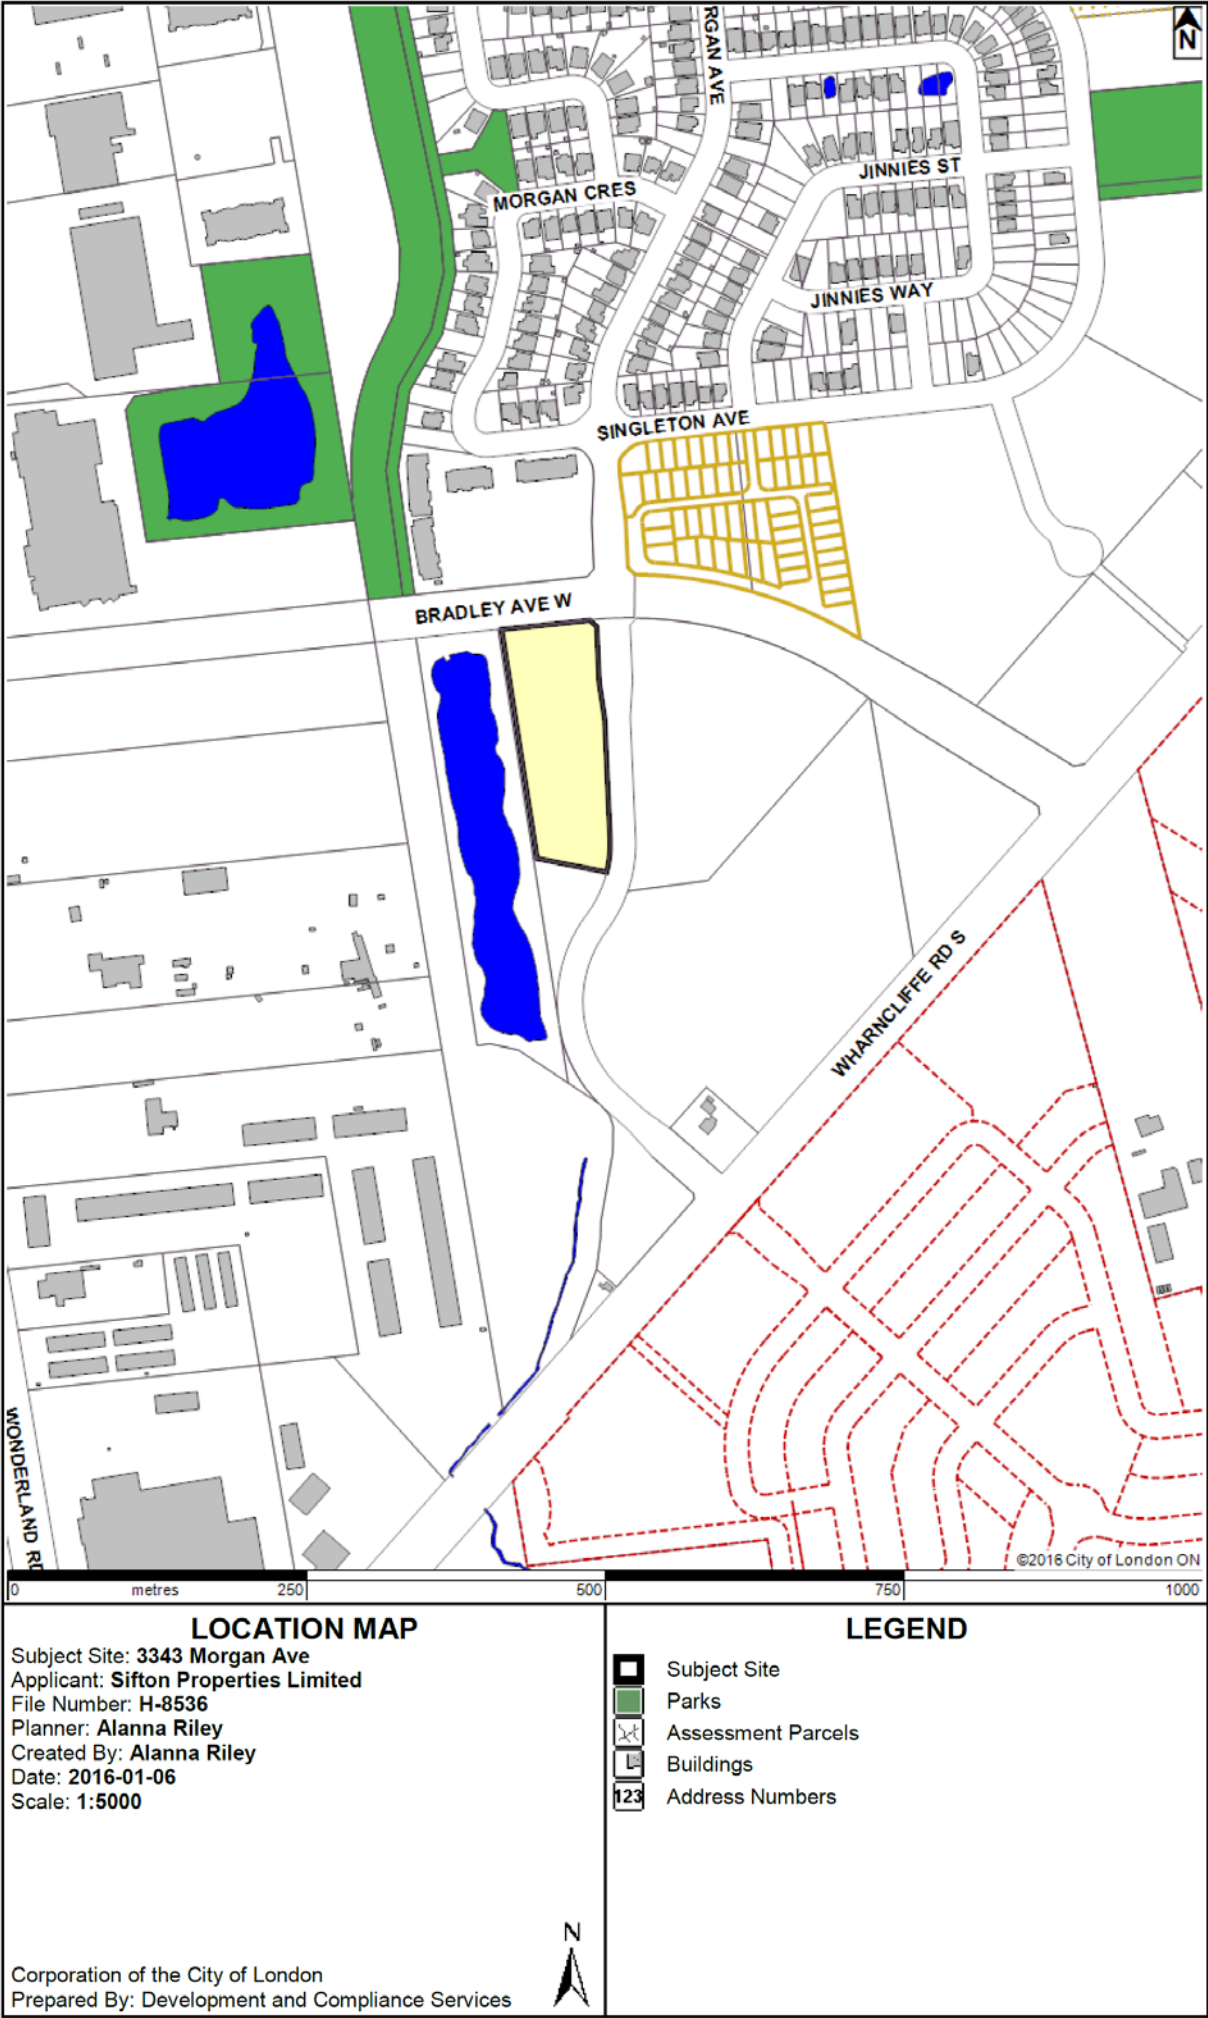 N
RGAN AVE
JINNIES ST
MORGAN CRES
JINNIES WAY
SINGLETON AVE
BRADLEY AVE W
WHARNCLIFFE RD S
WONDERLAND RD
©2016 City of London ON
0 metres 250 500 750 1000
LOCATION MAP
Subject Site: 3343 Morgan Ave
Applicant: Sifton Properties Limited
File Number: H-8536
Planner: Alanna Riley
Created By: Alanna Riley
Date: 2016-01-06
Scale: 1:5000
N
Corporation of the City of London
Prepared By: Development and Compliance Services
LEGEND
Subject Site
Parks
Assessment Parcels
Buildings
123 Address Numbers